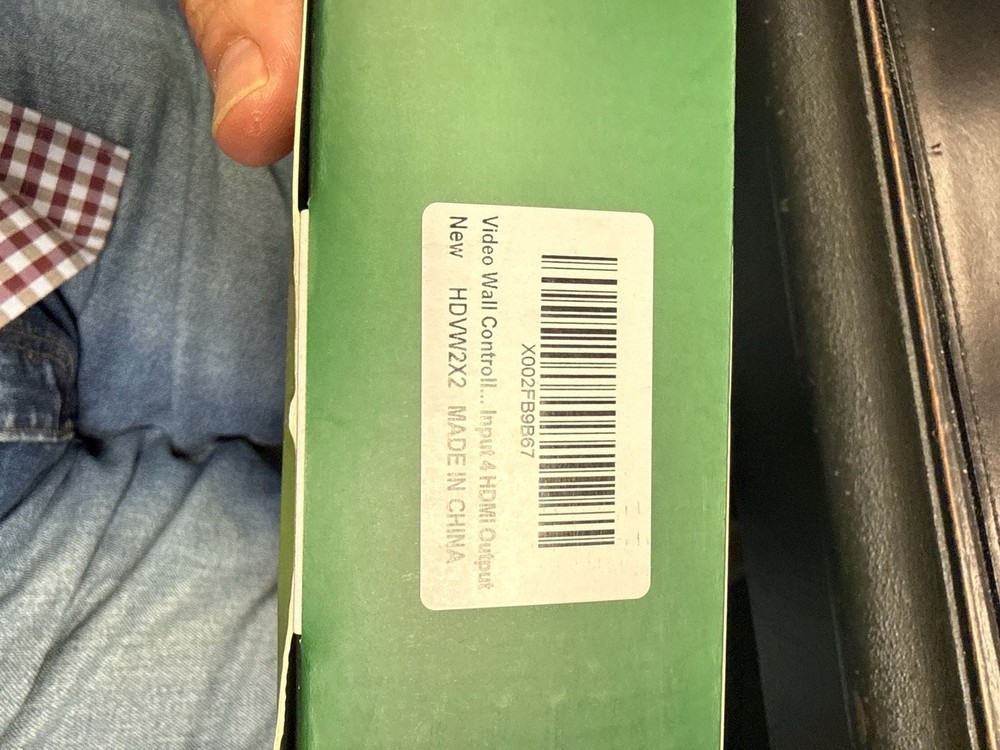 X002FB9B67
Video Wall Controll... Input 4 HDMI Output
New HDVW2X2 MADE IN CHINA